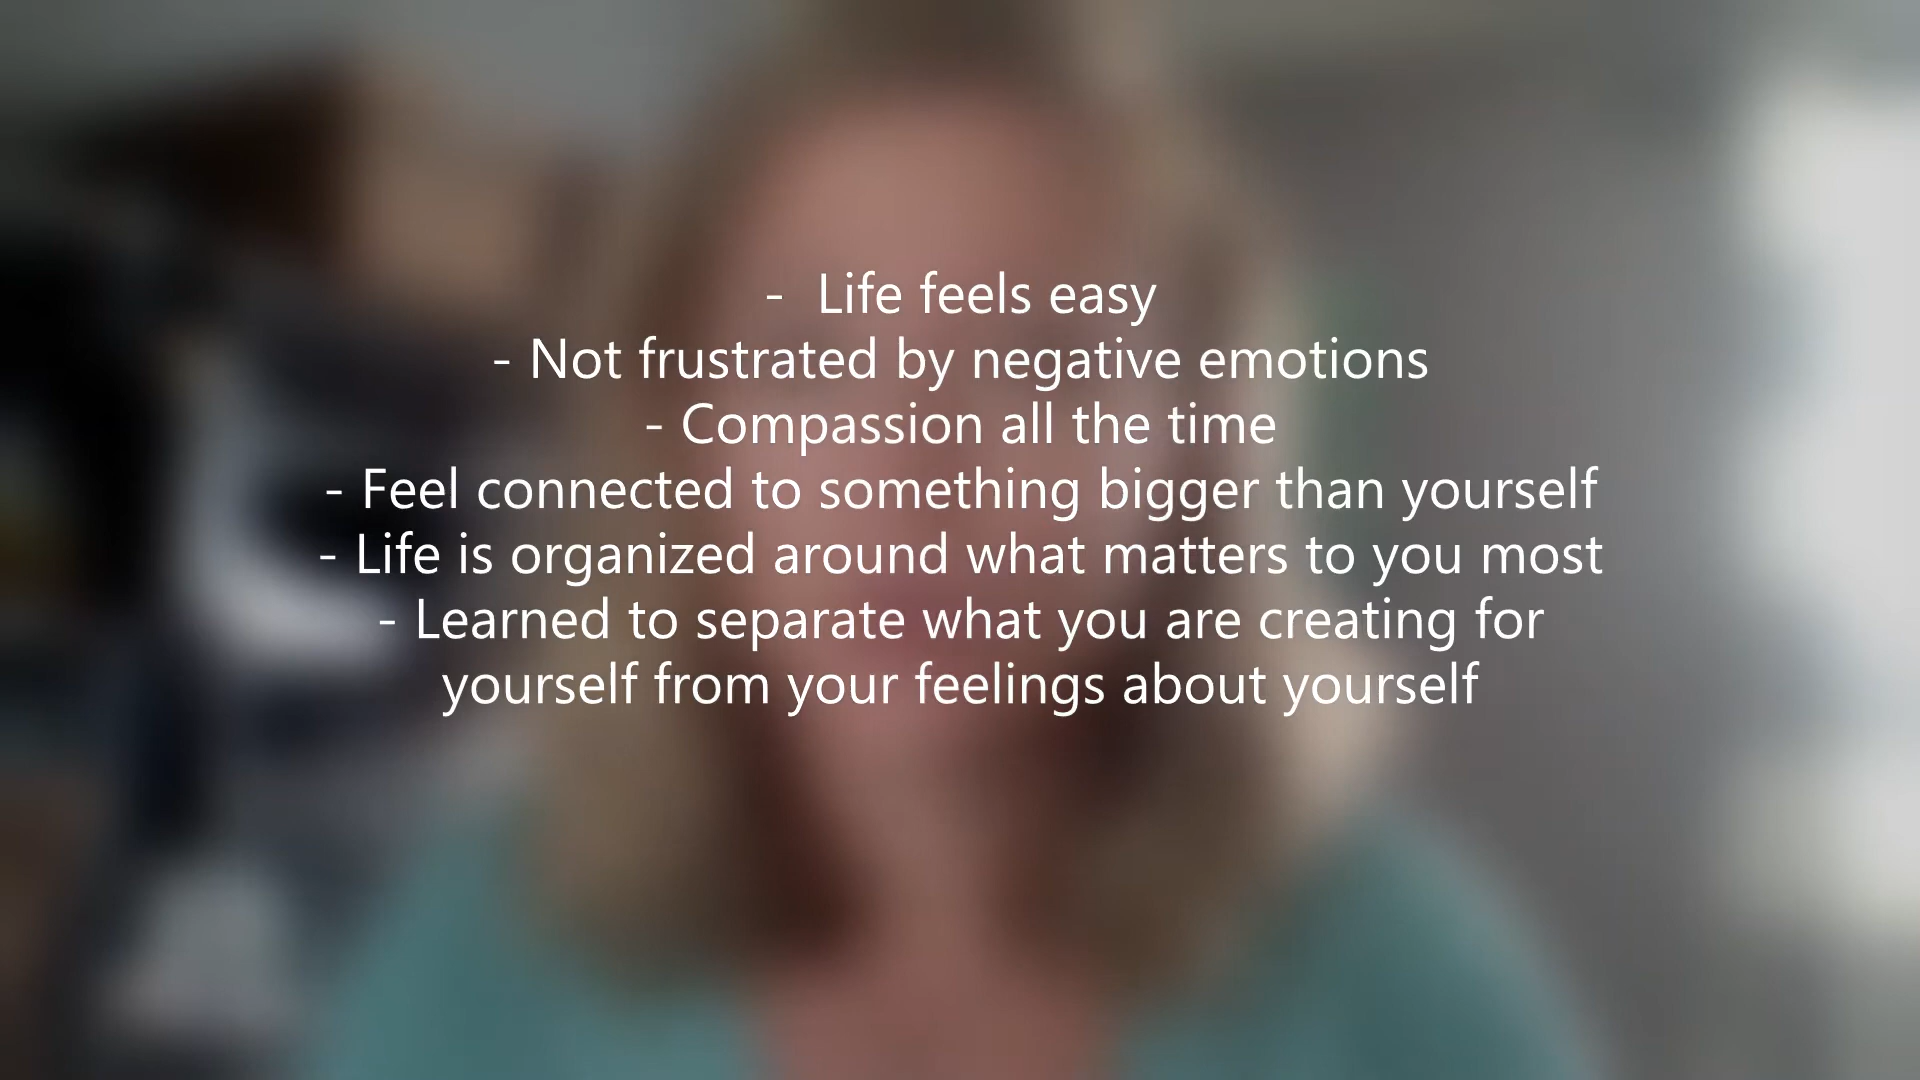 -  Life feels easy
- Not frustrated by negative emotions
- Compassion all the time
- Feel connected to something bigger than yourself
- Life is organized around what matters to you most
- Learned to separate what you are creating for
yourself from your feelings about yourself